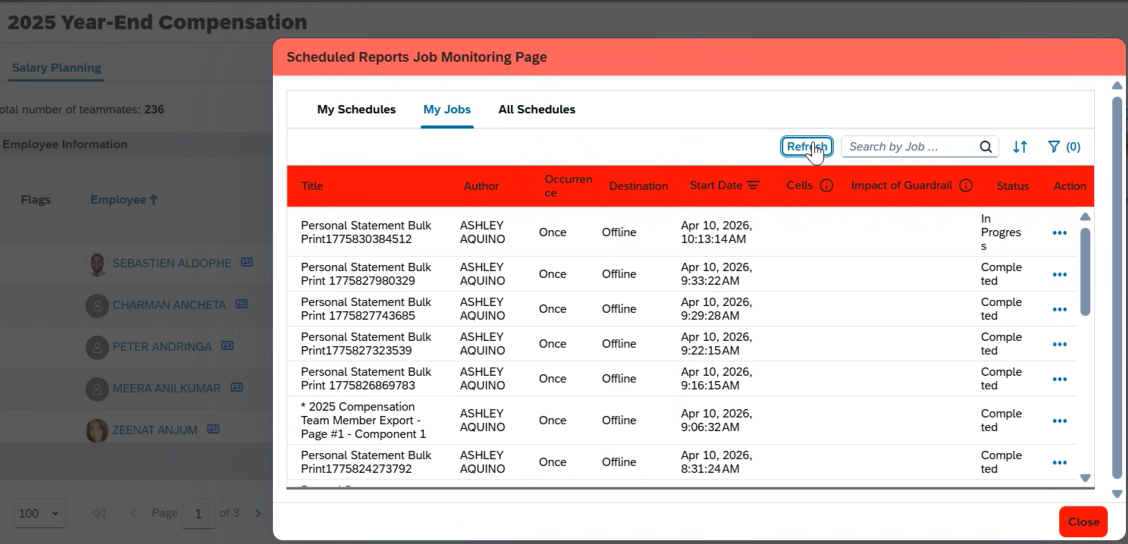 2025 Year-End Compensation
Scheduled Reports Job Monitoring Page
Salary Planning
otal number of teammates: 236
Employee Information
Flags
Employee
SEBASTIEN ALDOPHE
CHARMAN ANCHETA
PETER ANDRINGA
MEERA ANILKUMAR
ZEENAT ANJUM
100
Page 1 of 3
My Schedules My Jobs All Schedules
Refresh Search by Job ... (0)
Title Author Occurren
ce Destination Start Date Cells Impact of Guardrail Status Action
Personal Statement Bulk
Print1775830384512
ASHLEY
AQUINO
Once
Offline
Apr 10, 2026,
10:13:14AM
In
Progres
s
Personal Statement Bulk
Print 1775827980329
ASHLEY
AQUINO
Once
Offline
Apr 10, 2026,
9:33:22AM
Comple
ted
Personal Statement Bulk
Print 1775827743685
ASHLEY
AQUINO
Once
Offline
Apr 10, 2026,
9:29:28AM
Comple
ted
Personal Statement Bulk
Print1775827323539
ASHLEY
AQUINO
Once
Offline
Apr 10, 2026,
9:22:15AM
Comple
ted
Personal Statement Bulk
Print 1775826869783
ASHLEY
AQUINO
Once
Offline
Apr 10, 2026,
9:16:15AM
Comple
ted
* 2025 Compensation
Team Member Export -
Page #1 - Component 1
ASHLEY
AQUINO
Once
Offline
Apr 10, 2026,
9:06:32AM
Comple
ted
Personal Statement Bulk
Print1775824273792
ASHLEY
AQUINO
Once
Offline
Apr 10, 2026,
8:31:24AM
Comple
ted
Close